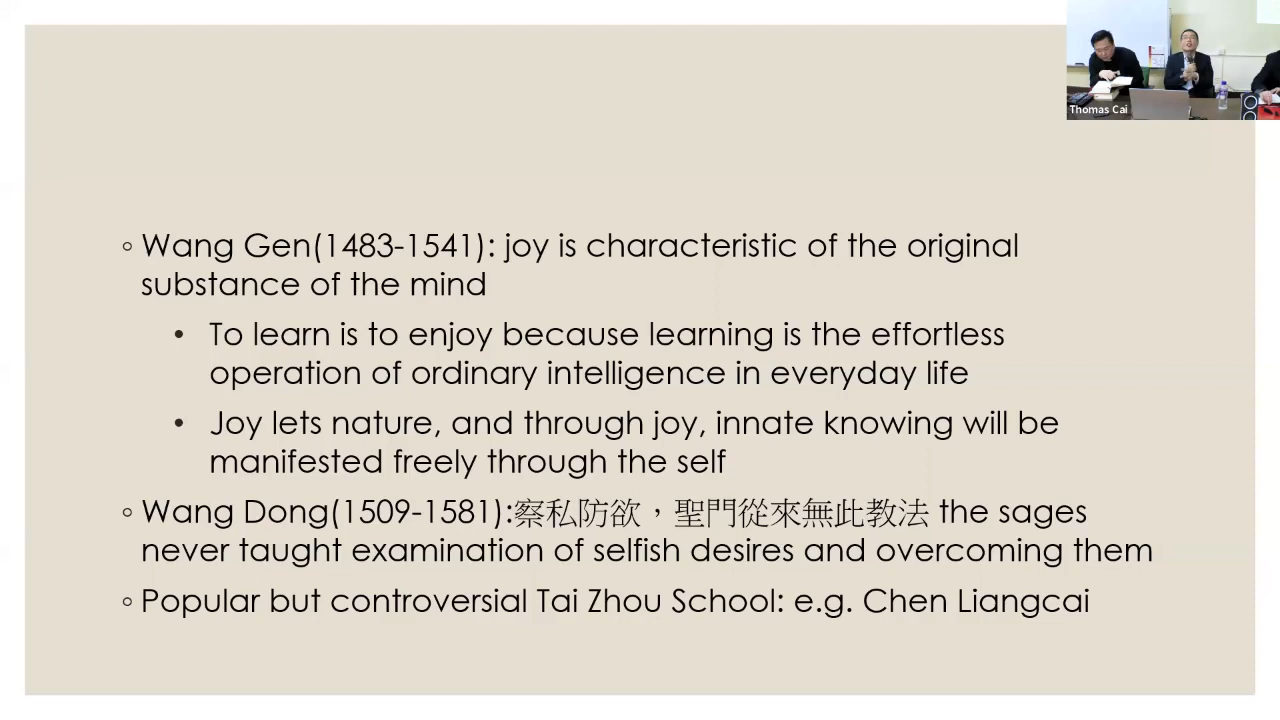 Thomas Cai
◦ Wang Gen(1483-1541): joy is characteristic of the original
substance of the mind
• To learn is to enjoy because learning is the effortless
operation of ordinary intelligence in everyday life
• Joy lets nature, and through joy, innate knowing will be
manifested freely through the self
◦ Wang Dong(1509-1581):察私防欲，聖門從來無此教法 the sages
never taught examination of selfish desires and overcoming them
◦ Popular but controversial Tai Zhou School: e.g. Chen Liangcai